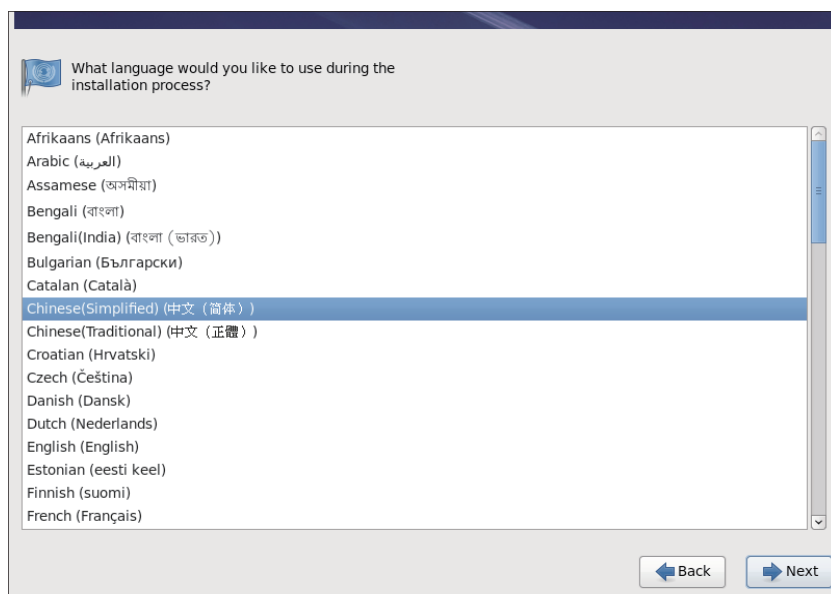 What language would you like to use during the
installation process?
Afrikaans (Afrikaans)
Arabic (العربية)
Assamese (অসমীয়া)
Bengali (বাংলা)
Bengali(India) (বাংলা (ভারত))
Bulgarian (Български)
Catalan (Català)
Chinese(Simplified) (中文（简体）)
Chinese(Traditional) (中文（正體）)
Croatian (Hrvatski)
Czech (Čeština)
Danish (Dansk)
Dutch (Nederlands)
English (English)
Estonian (eesti keel)
Finnish (suomi)
French (Français)
Back
Next